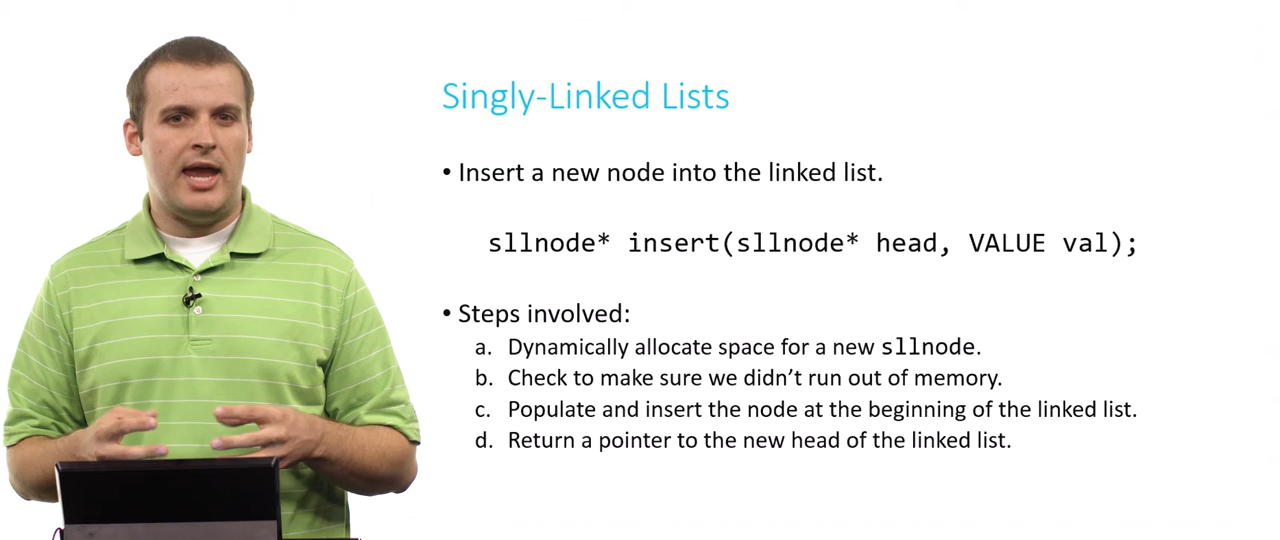 Singly-Linked Lists
• Insert a new node into the linked list.
sllnode* insert(sllnode* head, VALUE val);
• Steps involved:
a. Dynamically allocate space for a new sllnode.
b. Check to make sure we didn't run out of memory.
c. Populate and insert the node at the beginning of the linked list.
d. Return a pointer to the new head of the linked list.